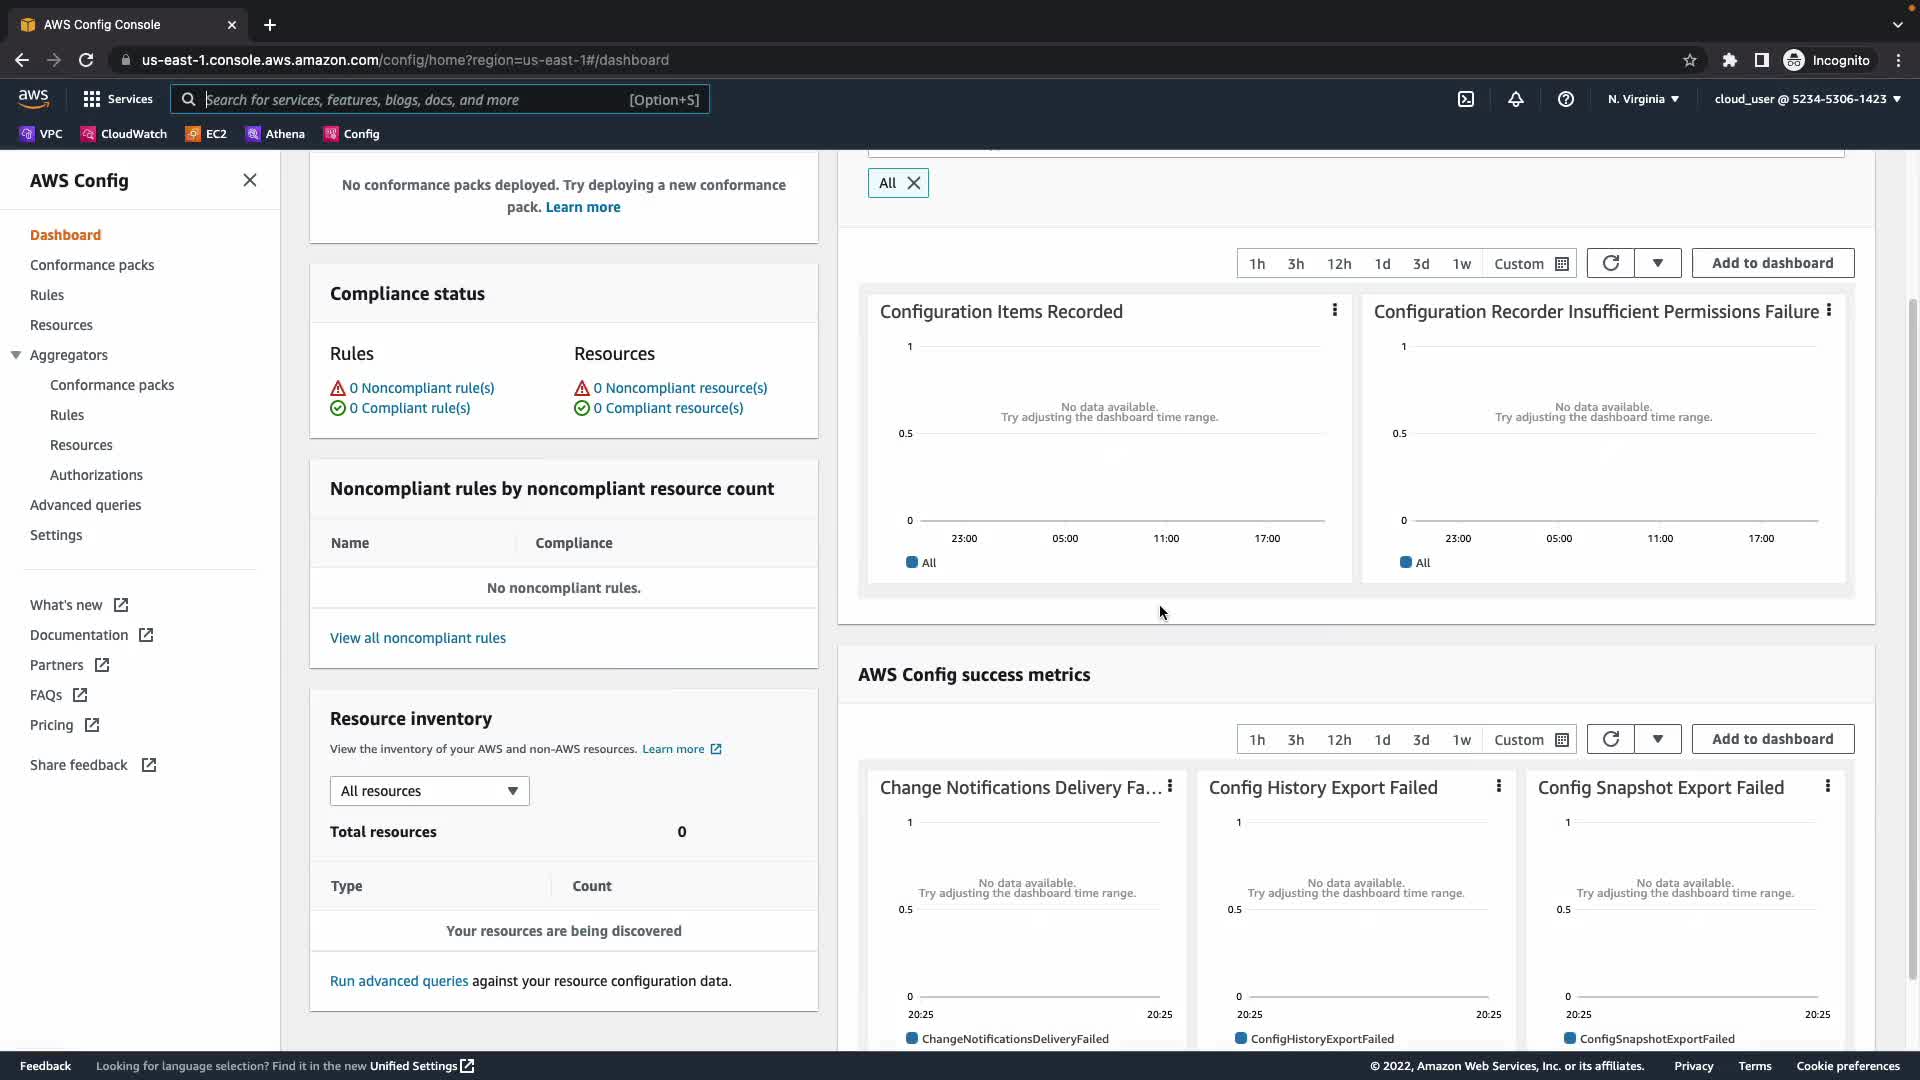 AWS Config Console
us-east-1.console.aws.amazon.com/config/home?region=us-east-1#/dashboard
Incognito
aws
Services
Search for services, features, blogs, docs, and more
[Option+S]
N. Virginia
cloud_user @ 5234-5306-1423
VPC
CloudWatch
EC2
Athena
Config
AWS Config
Dashboard
Conformance packs
Rules
Resources
Aggregators
Conformance packs
Rules
Resources
Authorizations
Advanced queries
Settings
What's new
Documentation
Partners
FAQs
Pricing
Share feedback
No conformance packs deployed. Try deploying a new conformance
pack. Learn more
Compliance status
Rules
0 Noncompliant rule(s)
0 Compliant rule(s)
Resources
0 Noncompliant resource(s)
0 Compliant resource(s)
Noncompliant rules by noncompliant resource count
Name
Compliance
No noncompliant rules.
View all noncompliant rules
Resource inventory
View the inventory of your AWS and non-AWS resources. Learn more
All resources
Total resources
0
Type
Count
Your resources are being discovered
Run advanced queries against your resource configuration data.
All
1h 3h 12h 1d 3d 1w Custom
Add to dashboard
Configuration Items Recorded
1
No data available.
Try adjusting the dashboard time range.
0.5
0
23:00 05:00 11:00 17:00
All
Configuration Recorder Insufficient Permissions Failure
1
No data available.
Try adjusting the dashboard time range.
0.5
0
23:00 05:00 11:00 17:00
All
AWS Config success metrics
1h 3h 12h 1d 3d 1w Custom
Add to dashboard
Change Notifications Delivery Fa...
1
No data available.
Try adjusting the dashboard time range.
0.5
0
20:25 20:25
ChangeNotificationsDeliveryFailed
Config History Export Failed
1
No data available.
Try adjusting the dashboard time range.
0.5
0
20:25 20:25
ConfigHistoryExportFailed
Config Snapshot Export Failed
1
No data available.
Try adjusting the dashboard time range.
0.5
0
20:25 20:25
ConfigSnapshotExportFailed
Feedback
Looking for language selection? Find it in the new Unified Settings
© 2022, Amazon Web Services, Inc. or its affiliates.
Privacy
Terms
Cookie preferences